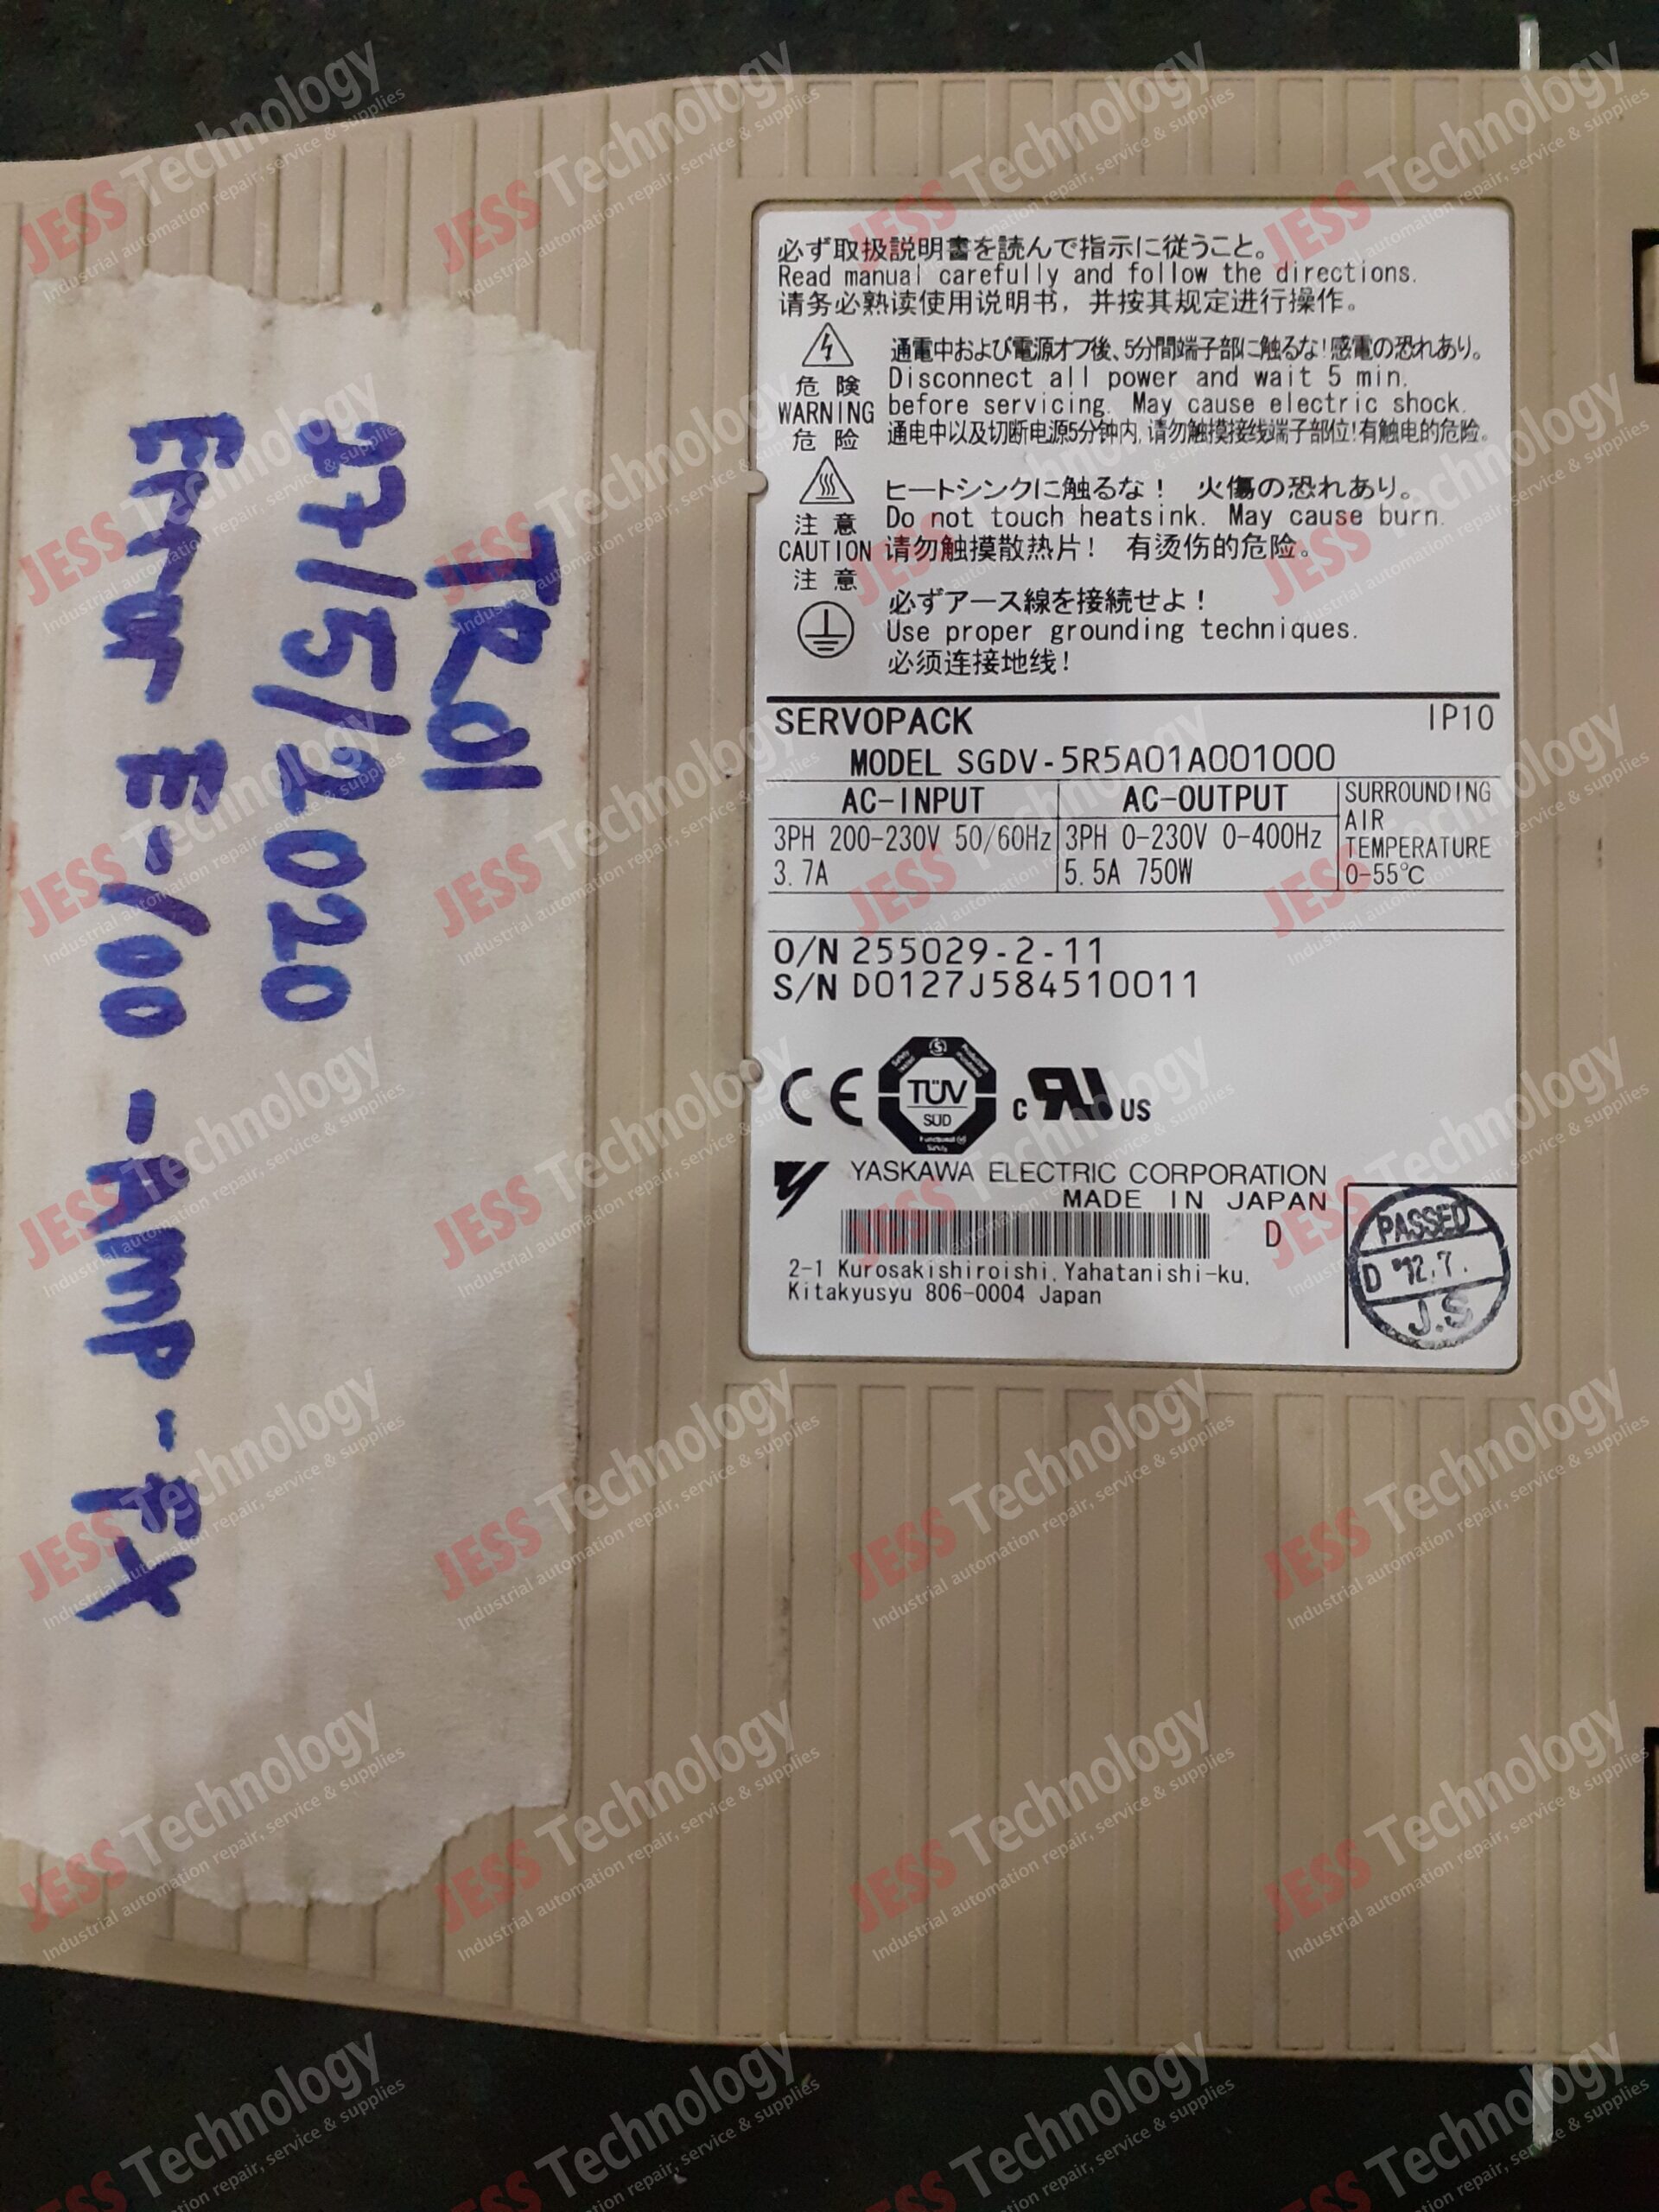 TR01
27/5/2020
Error E-100 - Amp - FX
必ず取扱説明書を読んで指示に従うこと。
Read manual carefully and follow the directions.
请务必熟读使用说明书，并按其规定进行操作。
危険
WARNING
危险
通電中および電源オフ後、5分間端子部に触るな!感電の恐れあり。
Disconnect all power and wait 5 min.
before servicing. May cause electric shock.
通电中以及切断电源5分钟内,请勿触摸接线端子部位!有触电的危险。
注意
CAUTION
注意
ヒートシンクに触るな！ 火傷の恐れあり。
Do not touch heatsink. May cause burn.
请勿触摸散热片！ 有烫伤的危险。
必ずアース線を接続せよ！
Use proper grounding techniques.
必须连接地线！
SERVOPACK IP10
MODEL SGDV-5R5A01A001000
AC-INPUT
3PH 200-230V 50/60Hz
3.7A
AC-OUTPUT
3PH 0-230V 0-400Hz
5.5A 750W
SURROUNDING
AIR
TEMPERATURE
0-55℃
O/N 255029-2-11
S/N D0127J584510011
CE
TÜV
SÜD
c RU US
YASKAWA ELECTRIC CORPORATION
MADE IN JAPAN
D
2-1 Kurosakishiroishi, Yahatanishi-ku,
Kitakyusyu 806-0004 Japan
PASSED
D '12.7.
J.S
JESS Technology
Industrial automation repair, service & supplies